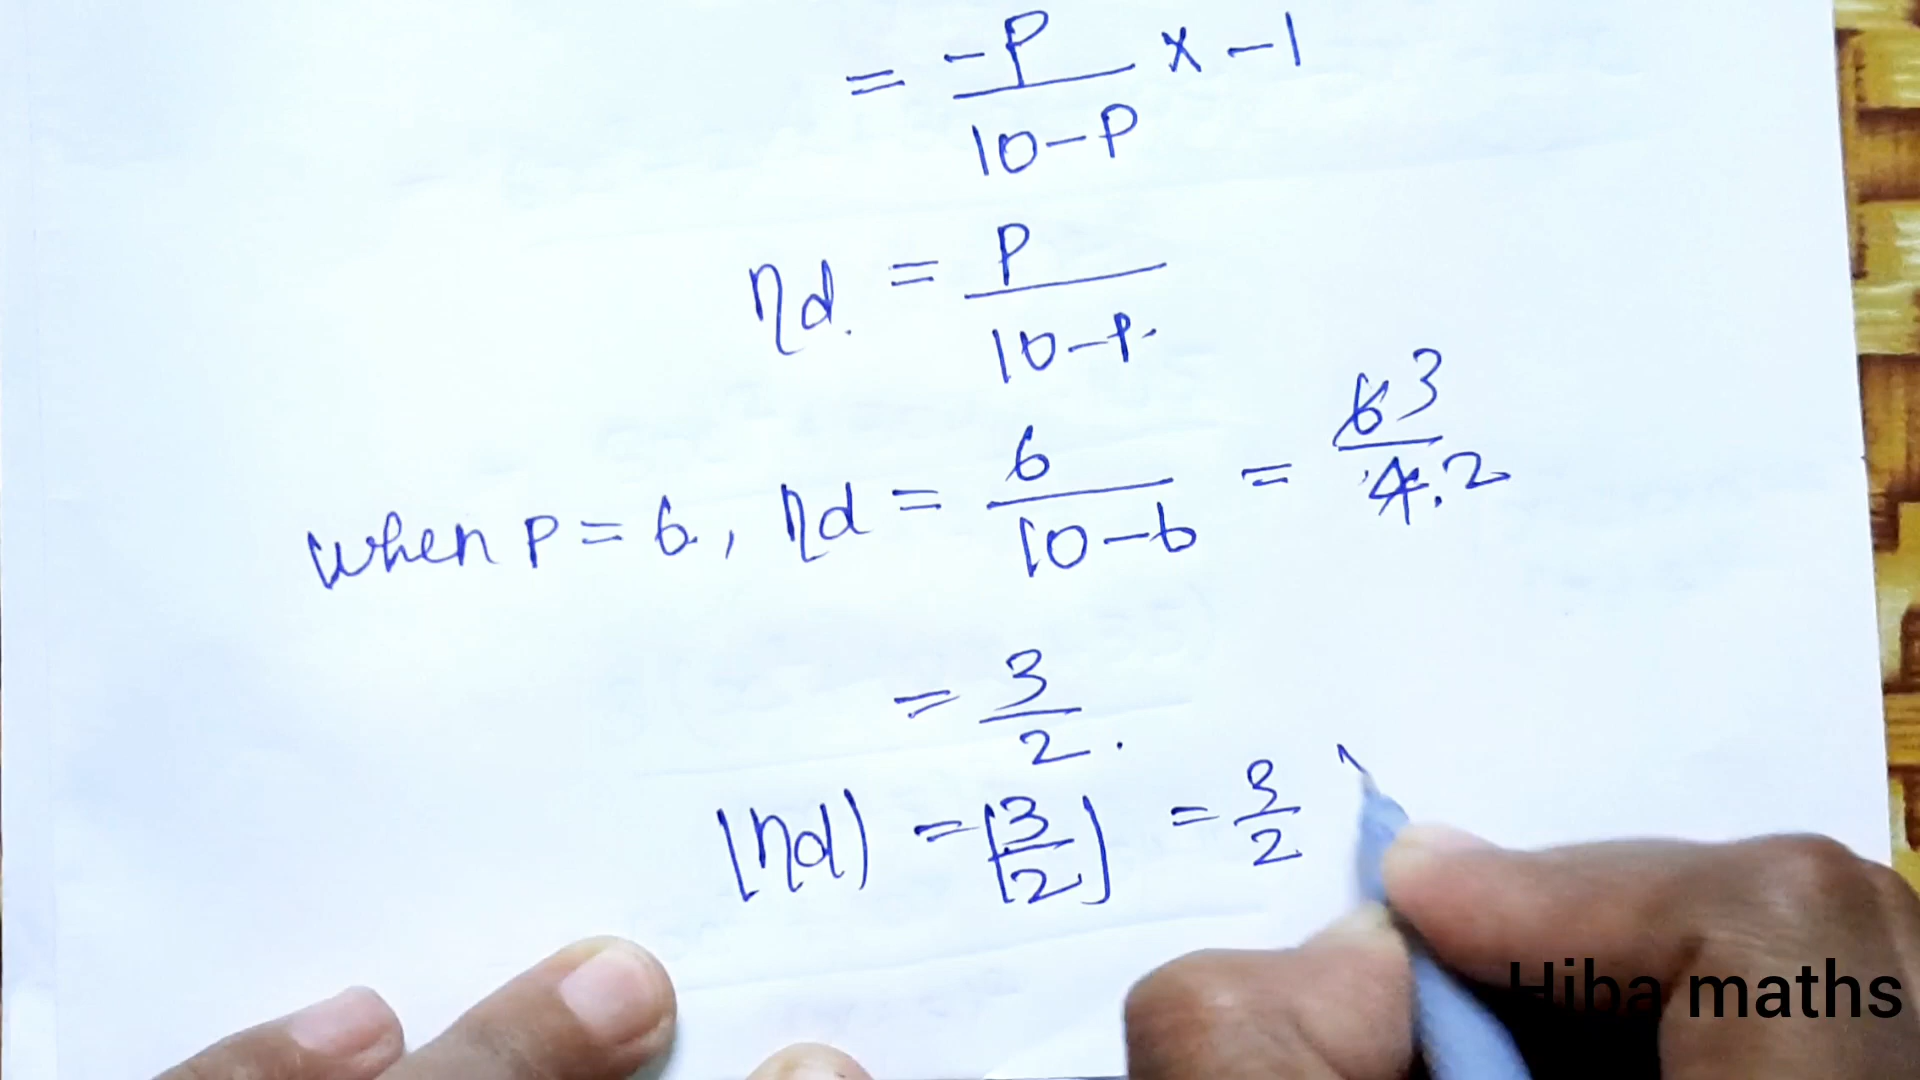 = -P/10-P x -1
ηd. = P/10-P.
when P = 6, ηd = 6/10-6 = 6 3/4.2
= 3/2.
|ηd| = |3/2| = 3/2
Hiba maths